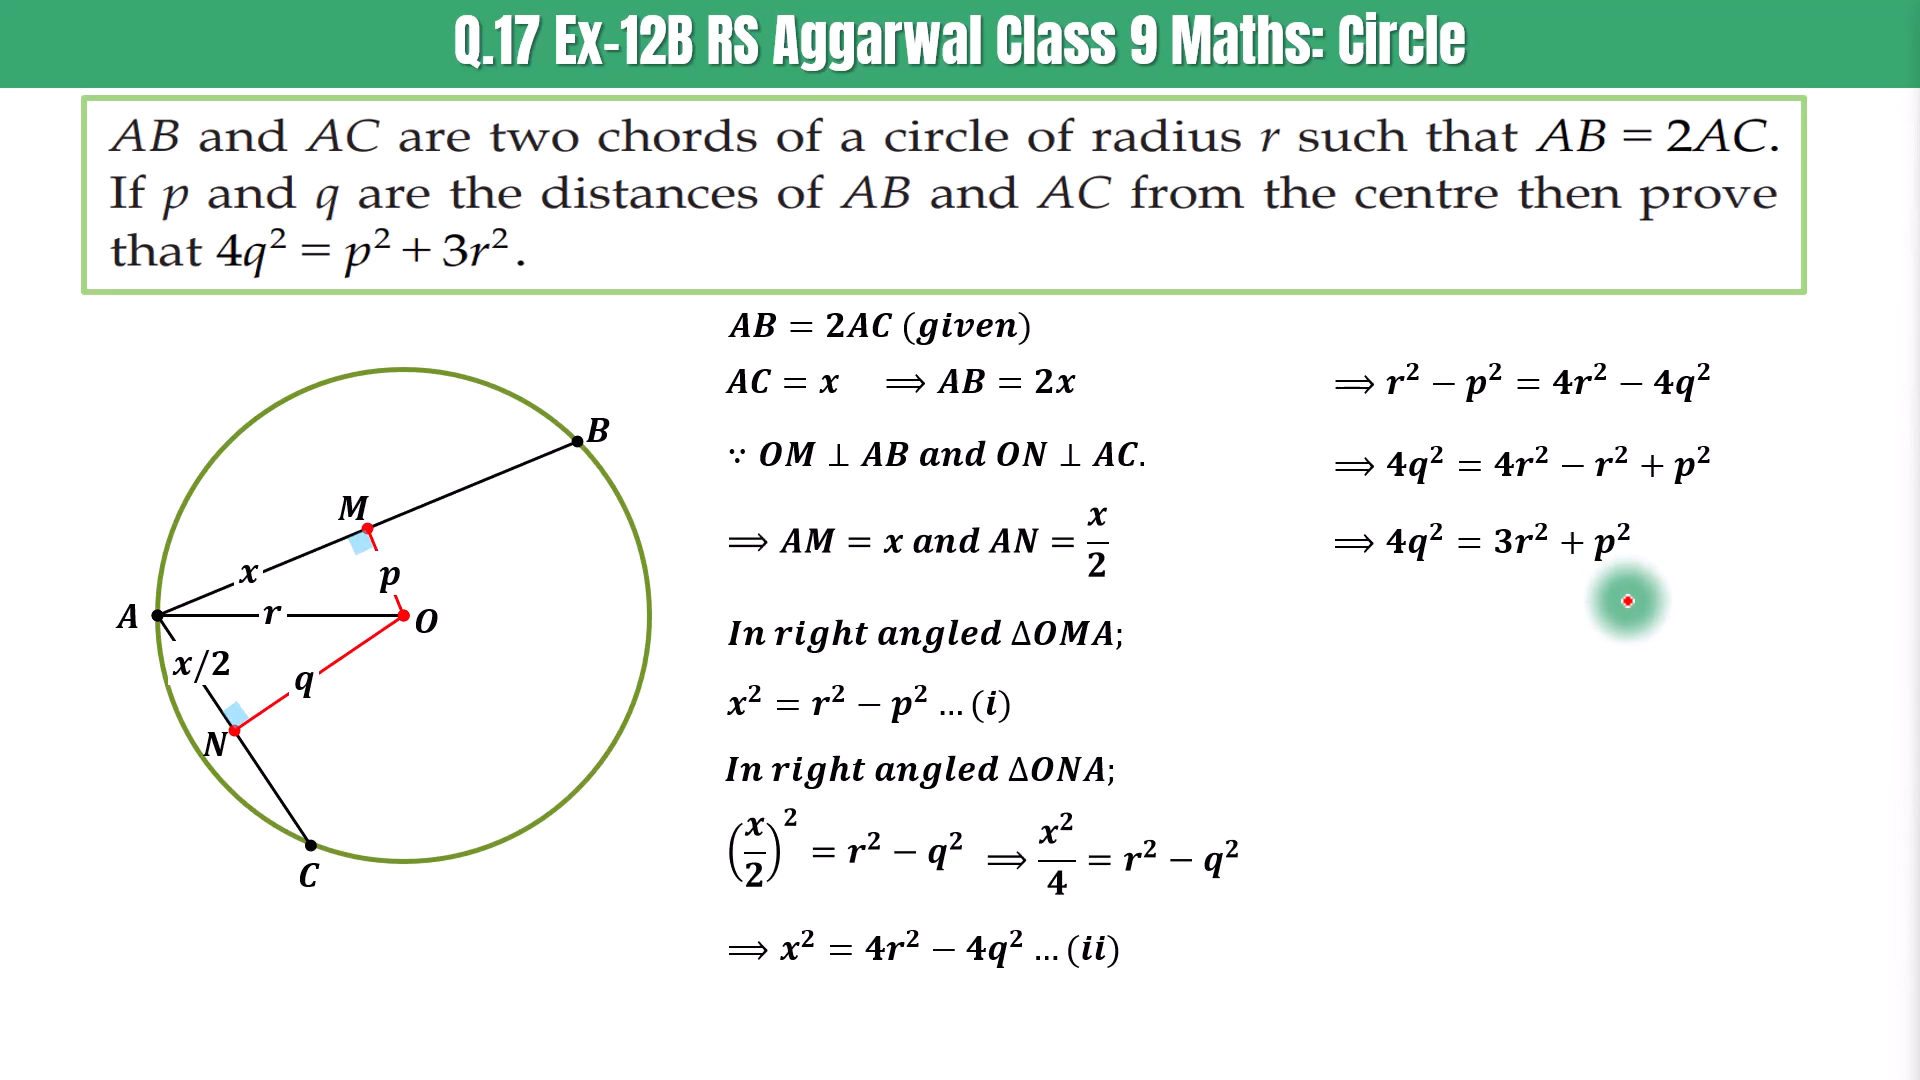 Q.17 Ex-12B RS Aggarwal Class 9 Maths: Circle
AB and AC are two chords of a circle of radius r such that AB = 2AC.
If p and q are the distances of AB and AC from the centre then prove
that 4q² = p² + 3r².
B
M
x
p
A
r
O
x/2
q
N
C
AB = 2AC (given)
AC = x ⟹ AB = 2x
∵ OM ⊥ AB and ON ⊥ AC.
⟹ AM = x and AN = x/2
In right angled ΔOMA;
x² = r² − p² … (i)
In right angled ΔONA;
(x/2)² = r² − q² ⟹ x²/4 = r² − q²
⟹ x² = 4r² − 4q² … (ii)
⟹ r² − p² = 4r² − 4q²
⟹ 4q² = 4r² − r² + p²
⟹ 4q² = 3r² + p²